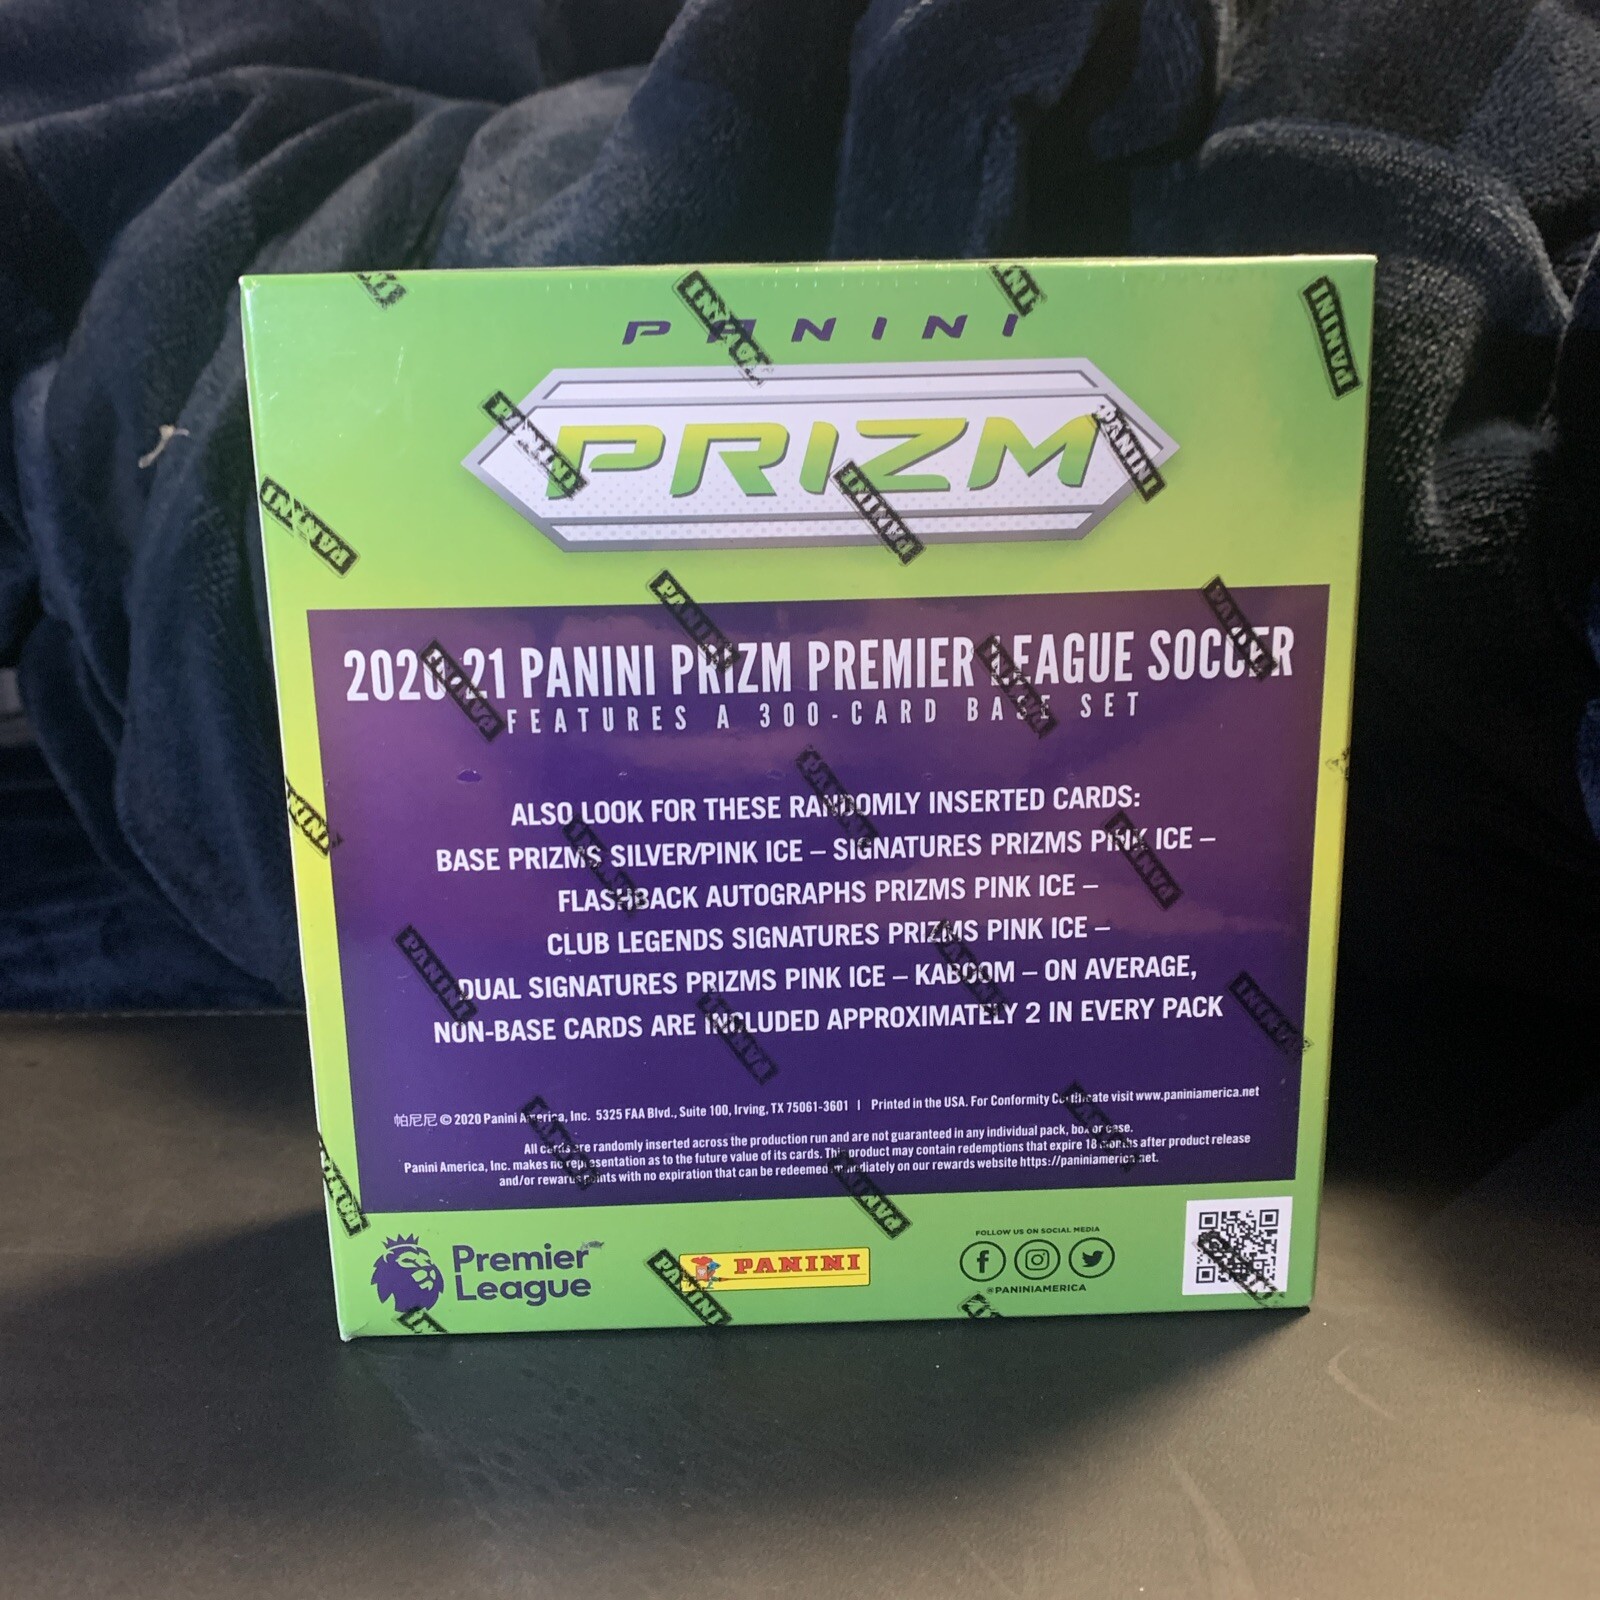 PANINI
PRIZM
2020-21 PANINI PRIZM PREMIER LEAGUE SOCCER
FEATURES A 300-CARD BASE SET
ALSO LOOK FOR THESE RANDOMLY INSERTED CARDS:
BASE PRIZMS SILVER/PINK ICE – SIGNATURES PRIZMS PINK ICE –
FLASHBACK AUTOGRAPHS PRIZMS PINK ICE –
CLUB LEGENDS SIGNATURES PRIZMS PINK ICE –
DUAL SIGNATURES PRIZMS PINK ICE – KABOOM – ON AVERAGE,
NON-BASE CARDS ARE INCLUDED APPROXIMATELY 2 IN EVERY PACK
帕尼尼 © 2020 Panini America, Inc. 5325 FAA Blvd., Suite 100, Irving, TX 75061-3601 | Printed in the USA. For Conformity Certificate visit www.paniniamerica.net
All cards are randomly inserted across the production run and are not guaranteed in any individual pack, box or case.
Panini America, Inc. makes no representation as to the future value of its cards. This product may contain redemptions that expire 18 months after product release
and/or rewards points with no expiration that can be redeemed immediately on our rewards website https://paniniamerica.net.
Premier
League
PANINI
FOLLOW US ON SOCIAL MEDIA
@PANINIAMERICA